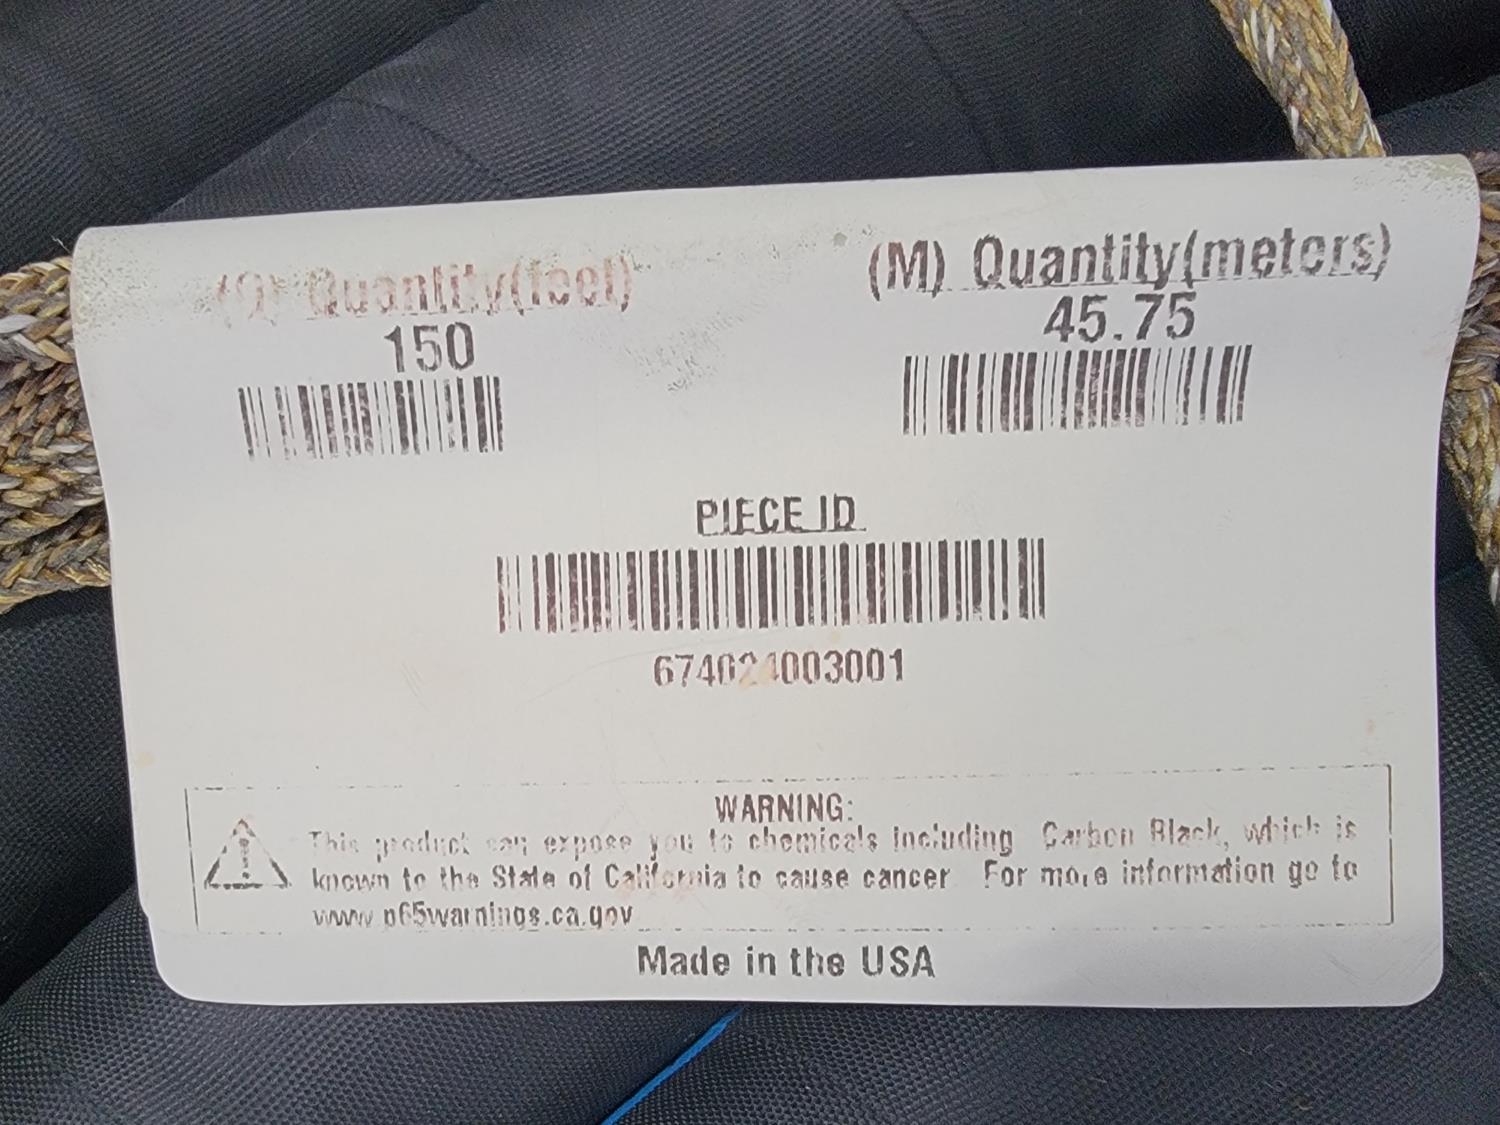 (Q) Quantity(feet)
(M) Quantity(meters)
150
45.75
PIECE ID
674024003001
WARNING:
This product can expose you to chemicals including Carbon Black, which is
known to the State of California to cause cancer For more information go to
www.p65warnings.ca.gov
Made in the USA